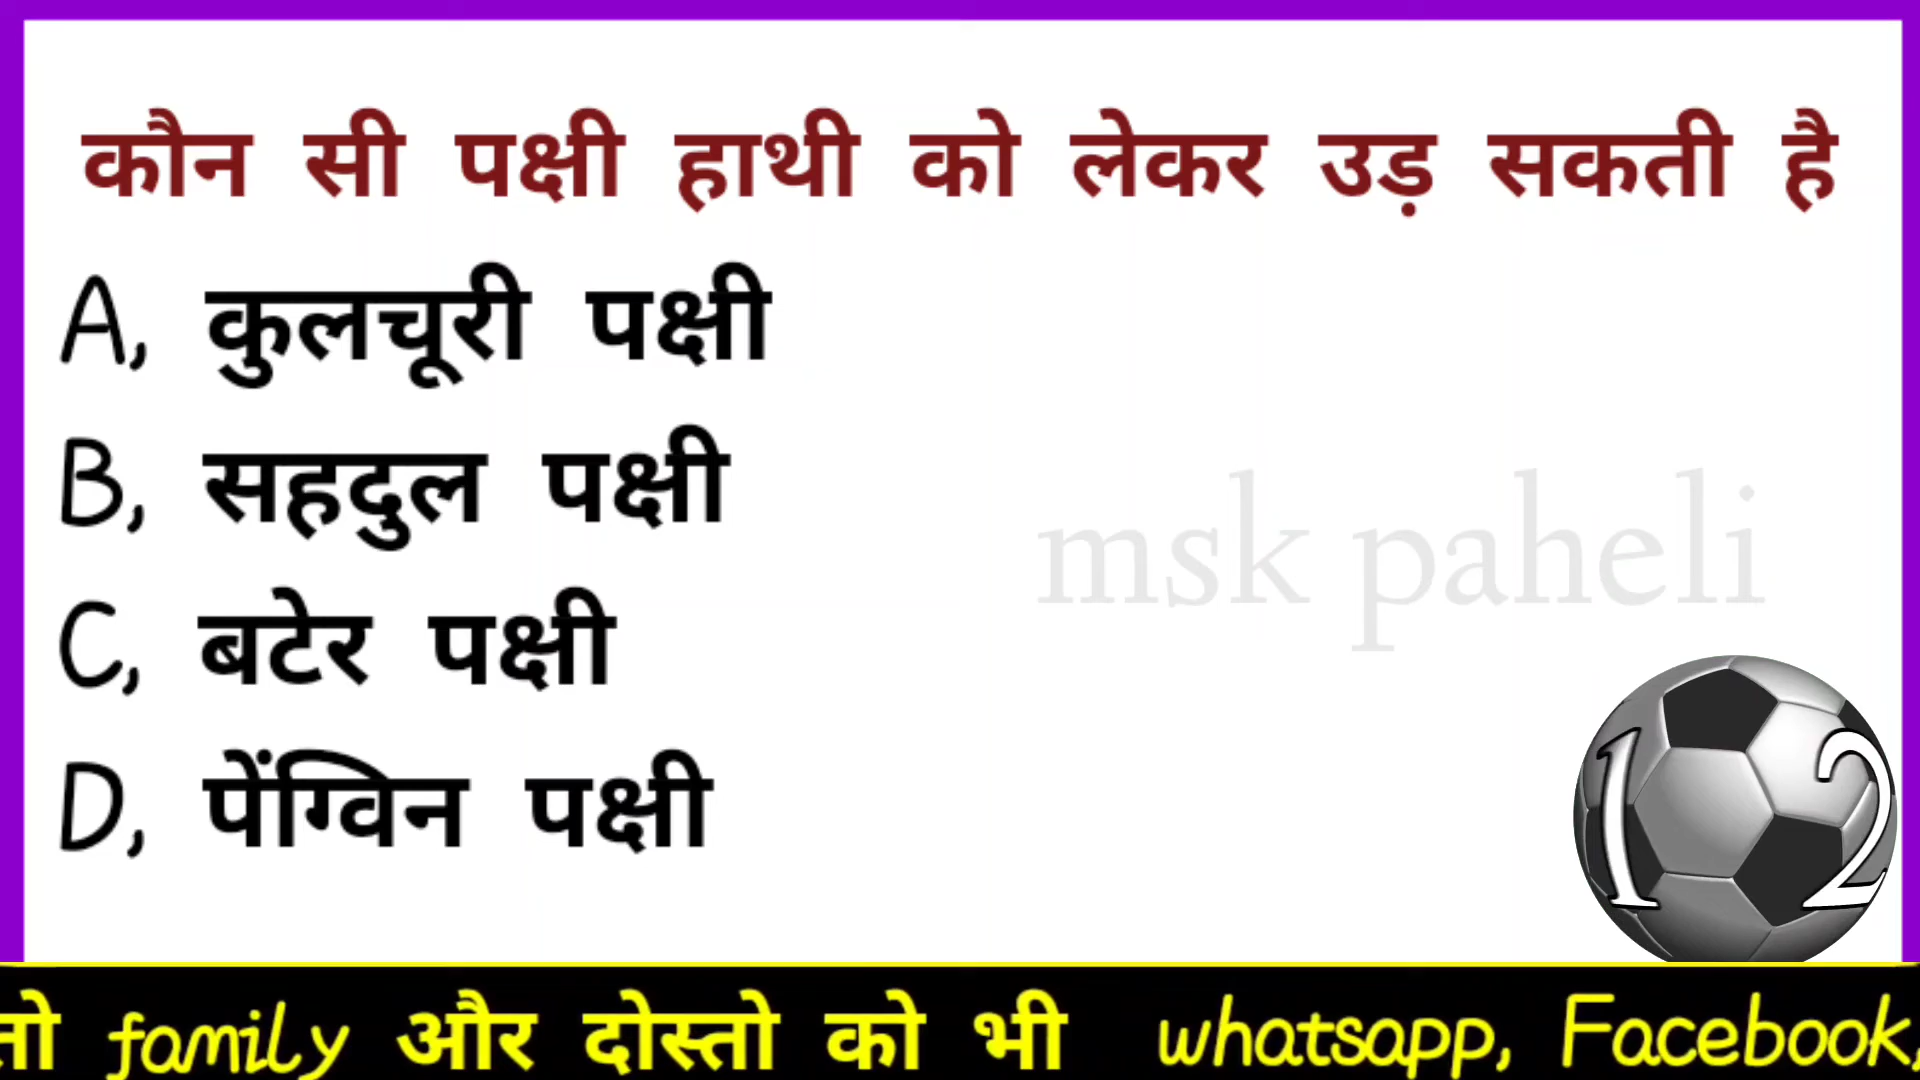 कौन सी पक्षी हाथी को लेकर उड़ सकती है
A, कुलचूरी पक्षी
B, सहदुल पक्षी
msk paheli
C, बटेर पक्षी
D, पेंग्विन पक्षी
12
तो family और दोस्तो को भी whatsapp, Facebook,